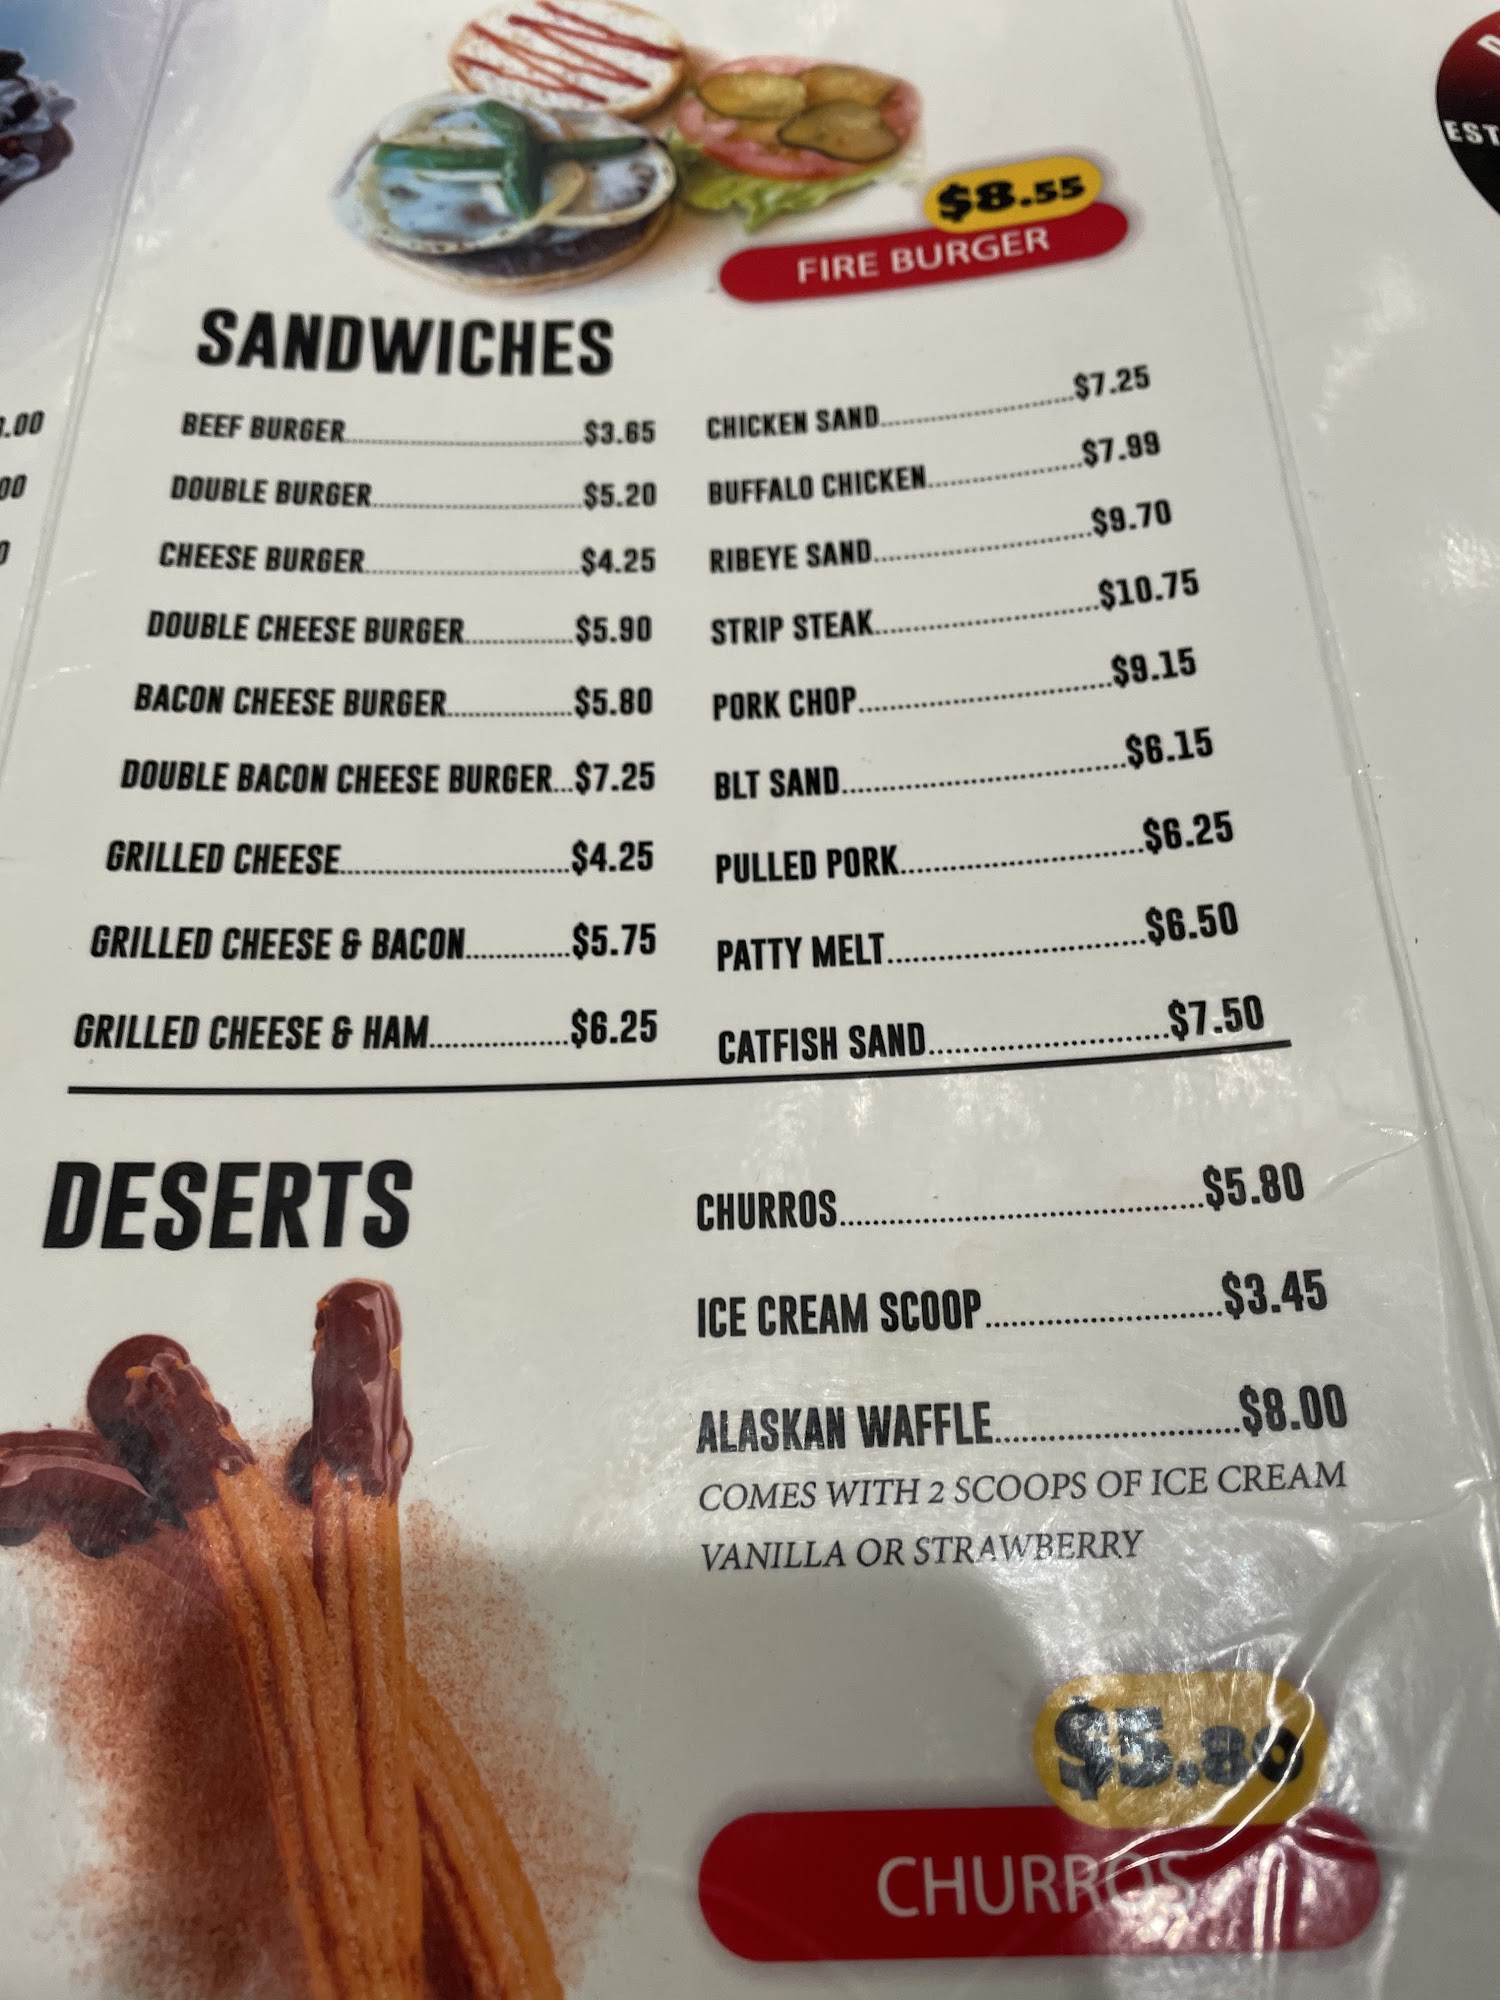 $8.55
FIRE BURGER
EST
SANDWICHES
BEEF BURGER $3.65
DOUBLE BURGER $5.20
CHEESE BURGER $4.25
DOUBLE CHEESE BURGER $5.90
BACON CHEESE BURGER $5.80
DOUBLE BACON CHEESE BURGER $7.25
GRILLED CHEESE $4.25
GRILLED CHEESE & BACON $5.75
GRILLED CHEESE & HAM $6.25
CHICKEN SAND $7.25
BUFFALO CHICKEN $7.99
RIBEYE SAND $9.70
STRIP STEAK $10.75
PORK CHOP $9.15
BLT SAND $6.15
PULLED PORK $6.25
PATTY MELT $6.50
CATFISH SAND $7.50
DESERTS
CHURROS $5.80
ICE CREAM SCOOP $3.45
ALASKAN WAFFLE $8.00
COMES WITH 2 SCOOPS OF ICE CREAM
VANILLA OR STRAWBERRY
$5.80
CHURROS